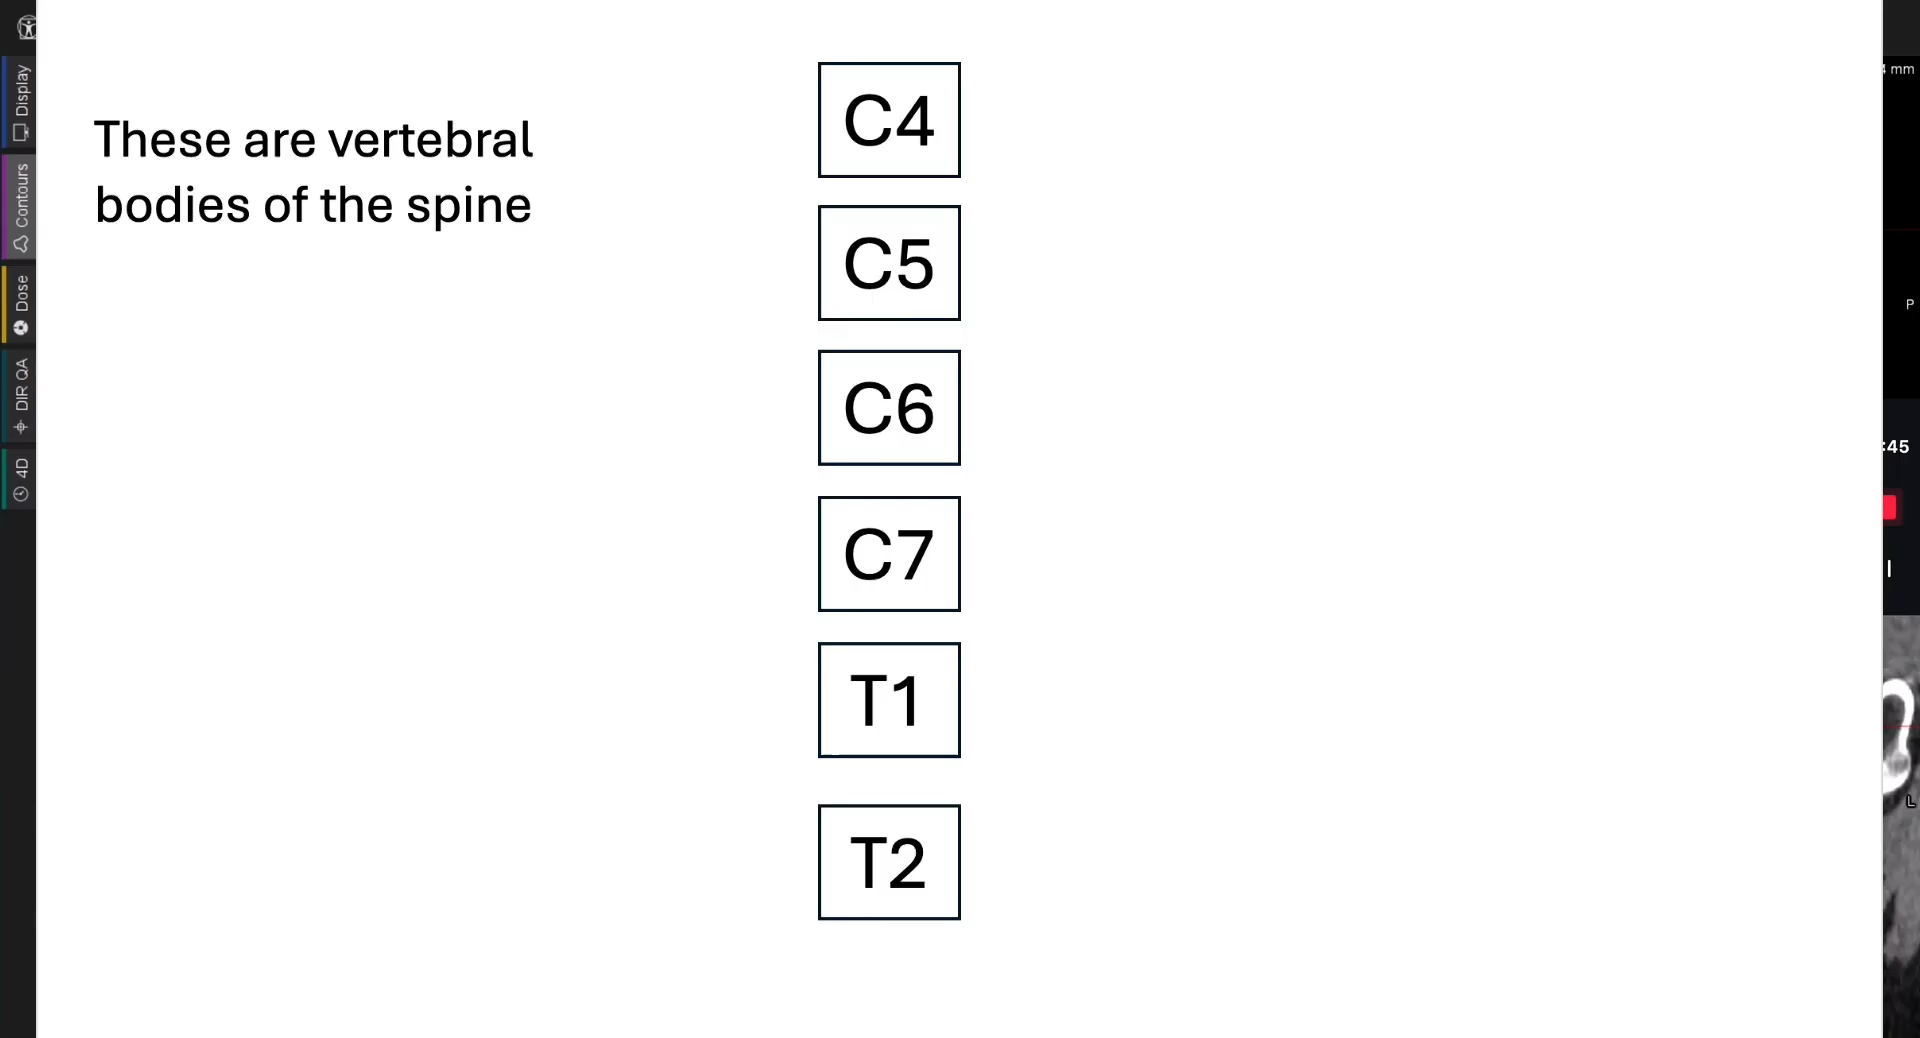 Display
Contours
Dose
DIR QA
4D
These are vertebral
bodies of the spine
C4
C5
C6
C7
T1
T2
mm
P
:45
L